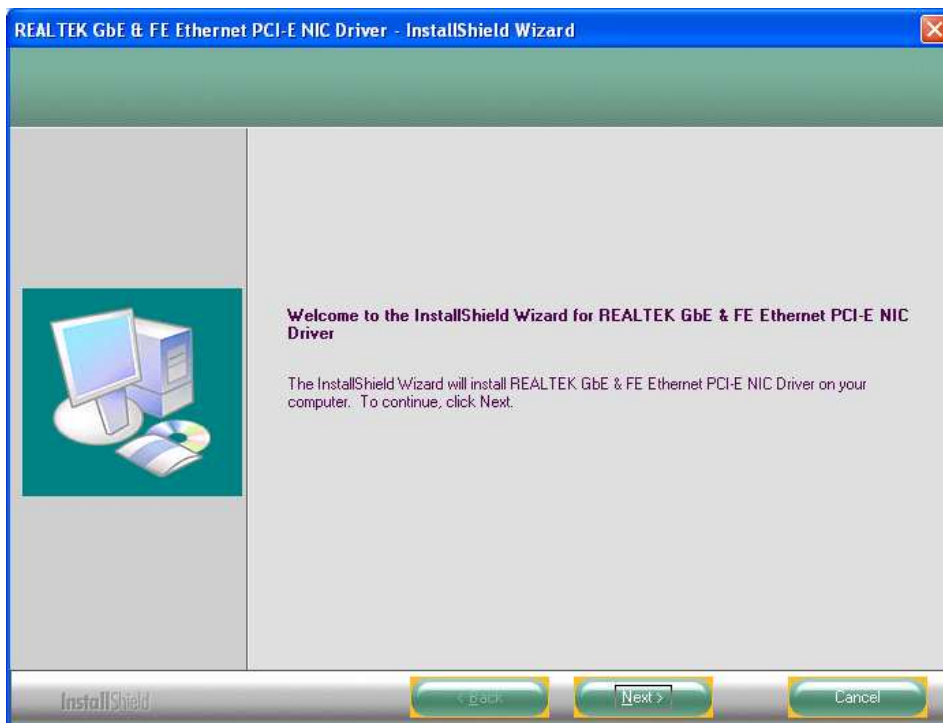 REALTEK GbE & FE Ethernet PCI-E NIC Driver - InstallShield Wizard
Welcome to the InstallShield Wizard for REALTEK GbE & FE Ethernet PCI-E NIC
Driver
The InstallShield Wizard will install REALTEK GbE & FE Ethernet PCI-E NIC Driver on your
computer. To continue, click Next.
InstallShield
< Back
Next >
Cancel